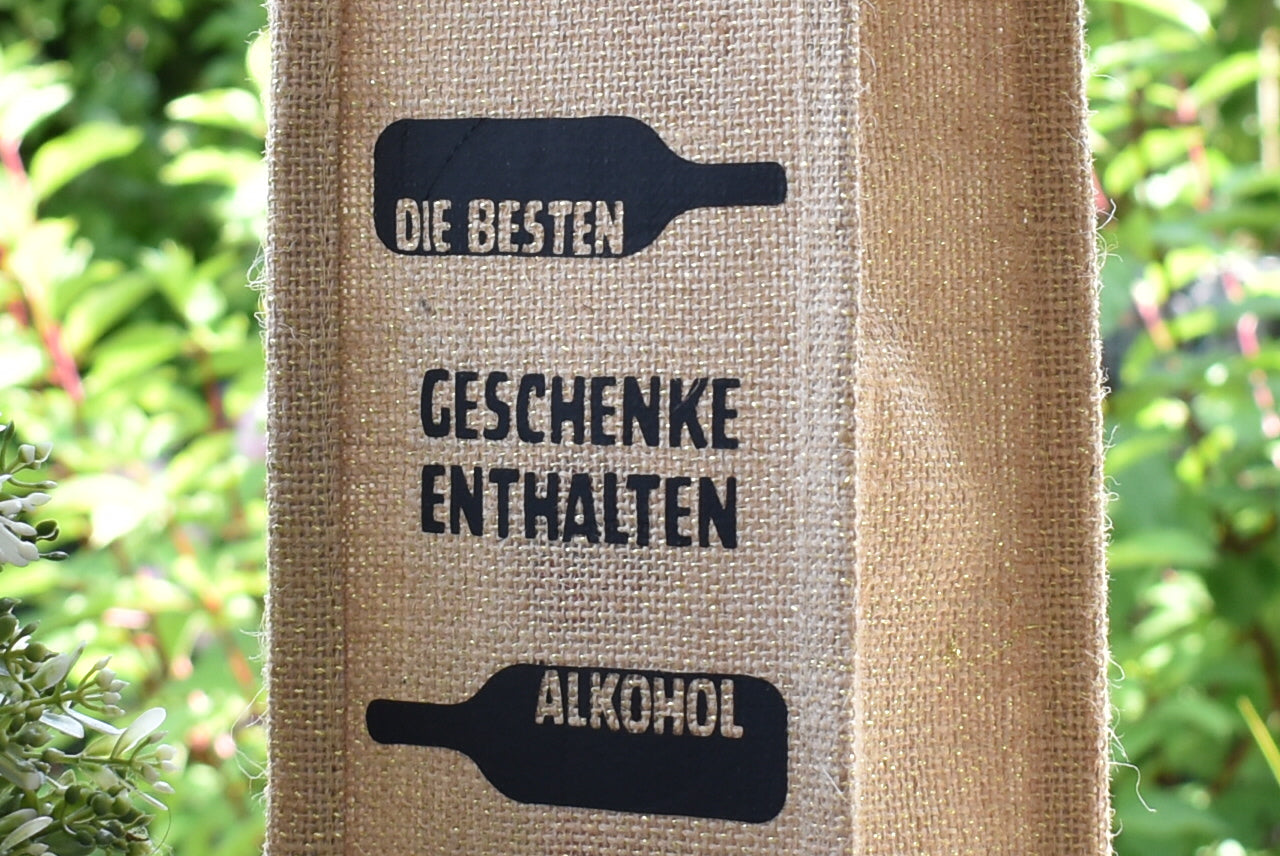 DIE BESTEN
GESCHENKE
ENTHALTEN
ALKOHOL